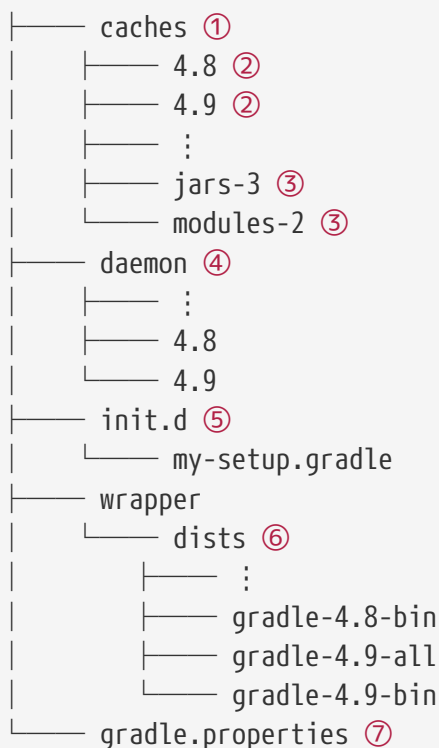 ├── caches ①
│   ├── 4.8 ②
│   ├── 4.9 ②
│   ├── ⋮
│   ├── jars-3 ③
│   └── modules-2 ③
├── daemon ④
│   ├── ⋮
│   ├── 4.8
│   └── 4.9
├── init.d ⑤
│   └── my-setup.gradle
├── wrapper
│   └── dists ⑥
│       ├── ⋮
│       ├── gradle-4.8-bin
│       ├── gradle-4.9-all
│       └── gradle-4.9-bin
└── gradle.properties ⑦